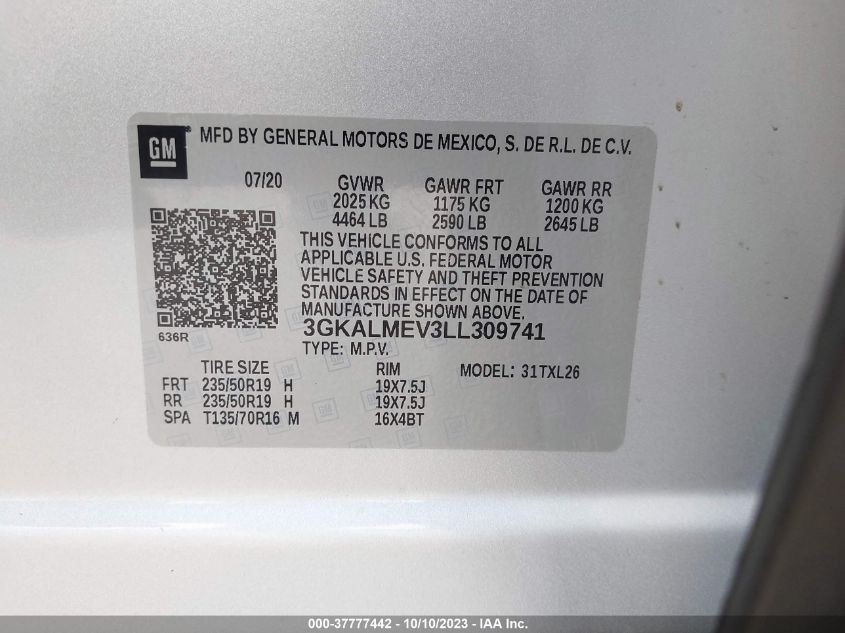 GM
MFD BY GENERAL MOTORS DE MEXICO, S. DE R.L. DE C.V.
07/20 GVWR GAWR FRT GAWR RR
2025 KG 1175 KG 1200 KG
4464 LB 2590 LB 2645 LB
THIS VEHICLE CONFORMS TO ALL
APPLICABLE U.S. FEDERAL MOTOR
VEHICLE SAFETY AND THEFT PREVENTION
STANDARDS IN EFFECT ON THE DATE OF
MANUFACTURE SHOWN ABOVE.
3GKALMEV3LL309741
636R
TYPE: M.P.V.
TIRE SIZE RIM MODEL: 31TXL26
FRT 235/50R19 H 19X7.5J
RR 235/50R19 H 19X7.5J
SPA T135/70R16 M 16X4BT
000-37777442 - 10/10/2023 - IAA Inc.